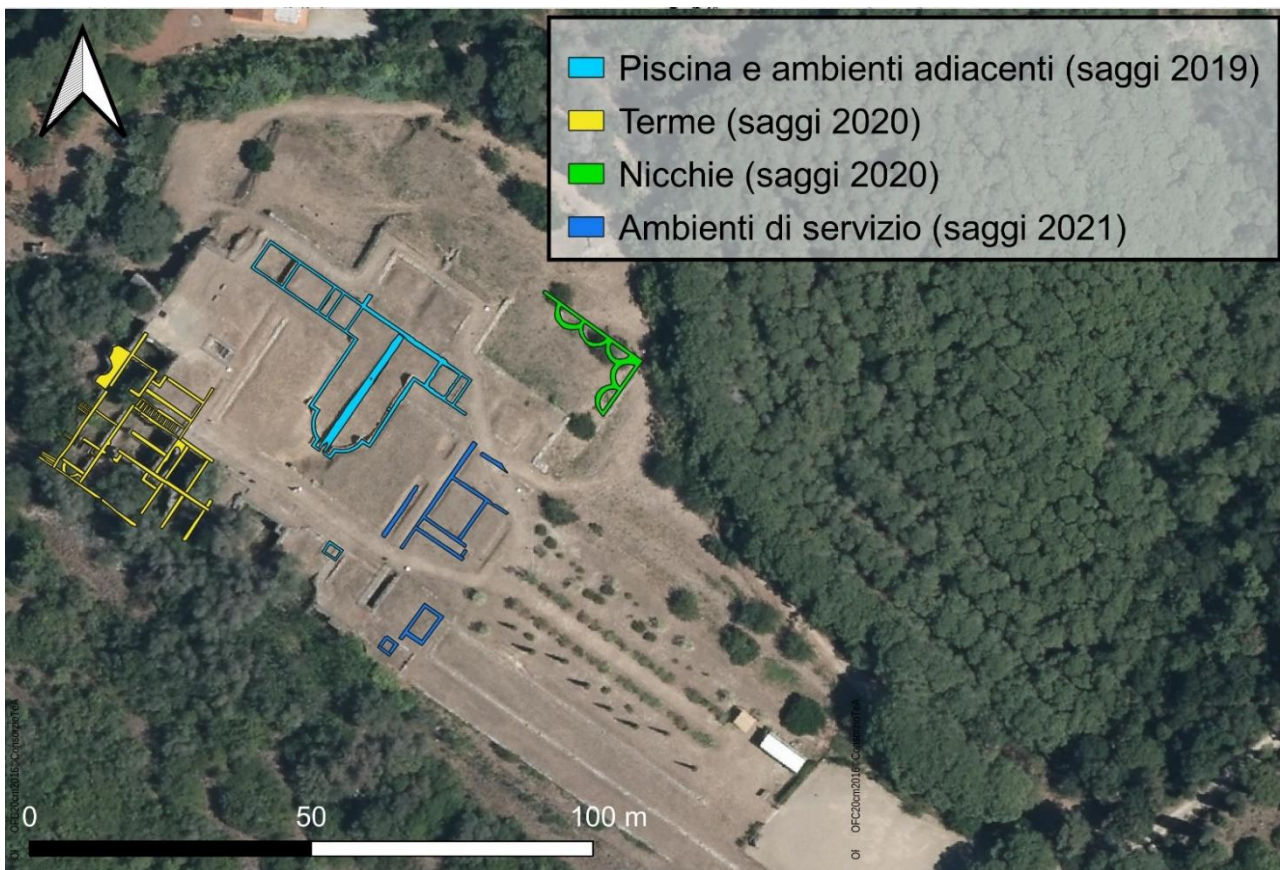 Piscina e ambienti adiacenti (saggi 2019)
Terme (saggi 2020)
Nicchie (saggi 2020)
Ambienti di servizio (saggi 2021)
0 50 100 m